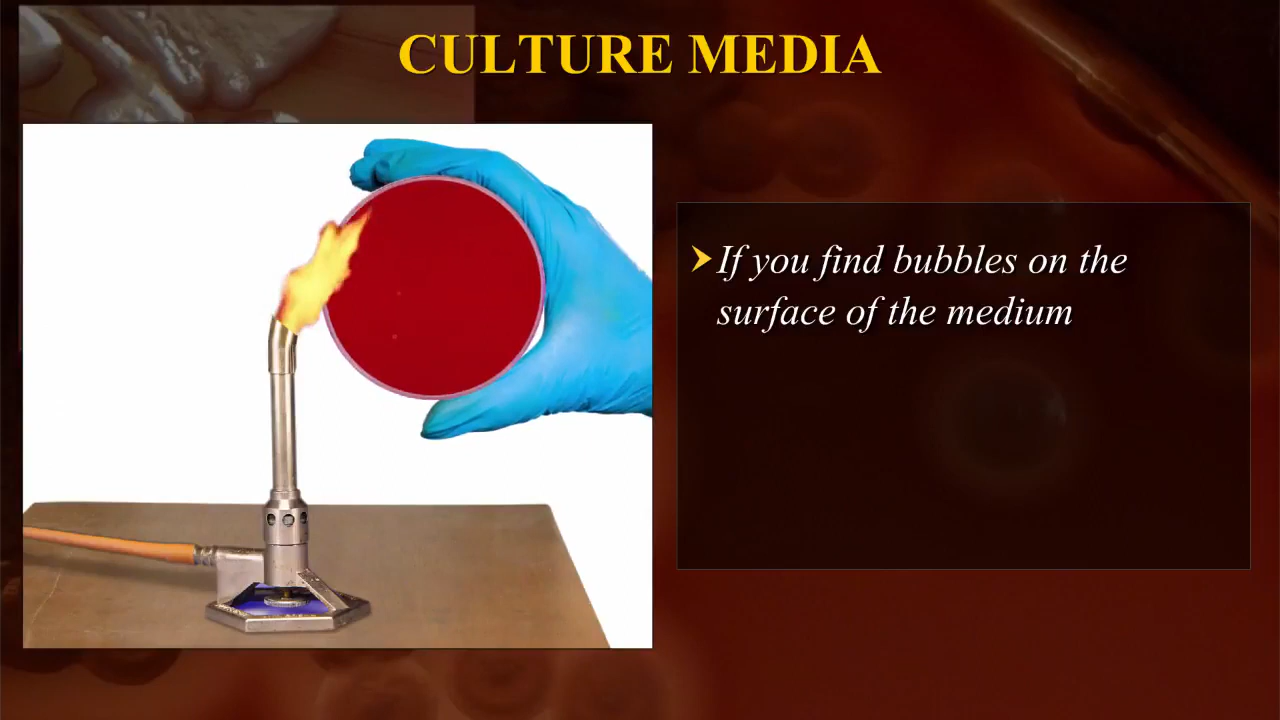 CULTURE MEDIA
If you find bubbles on the
surface of the medium